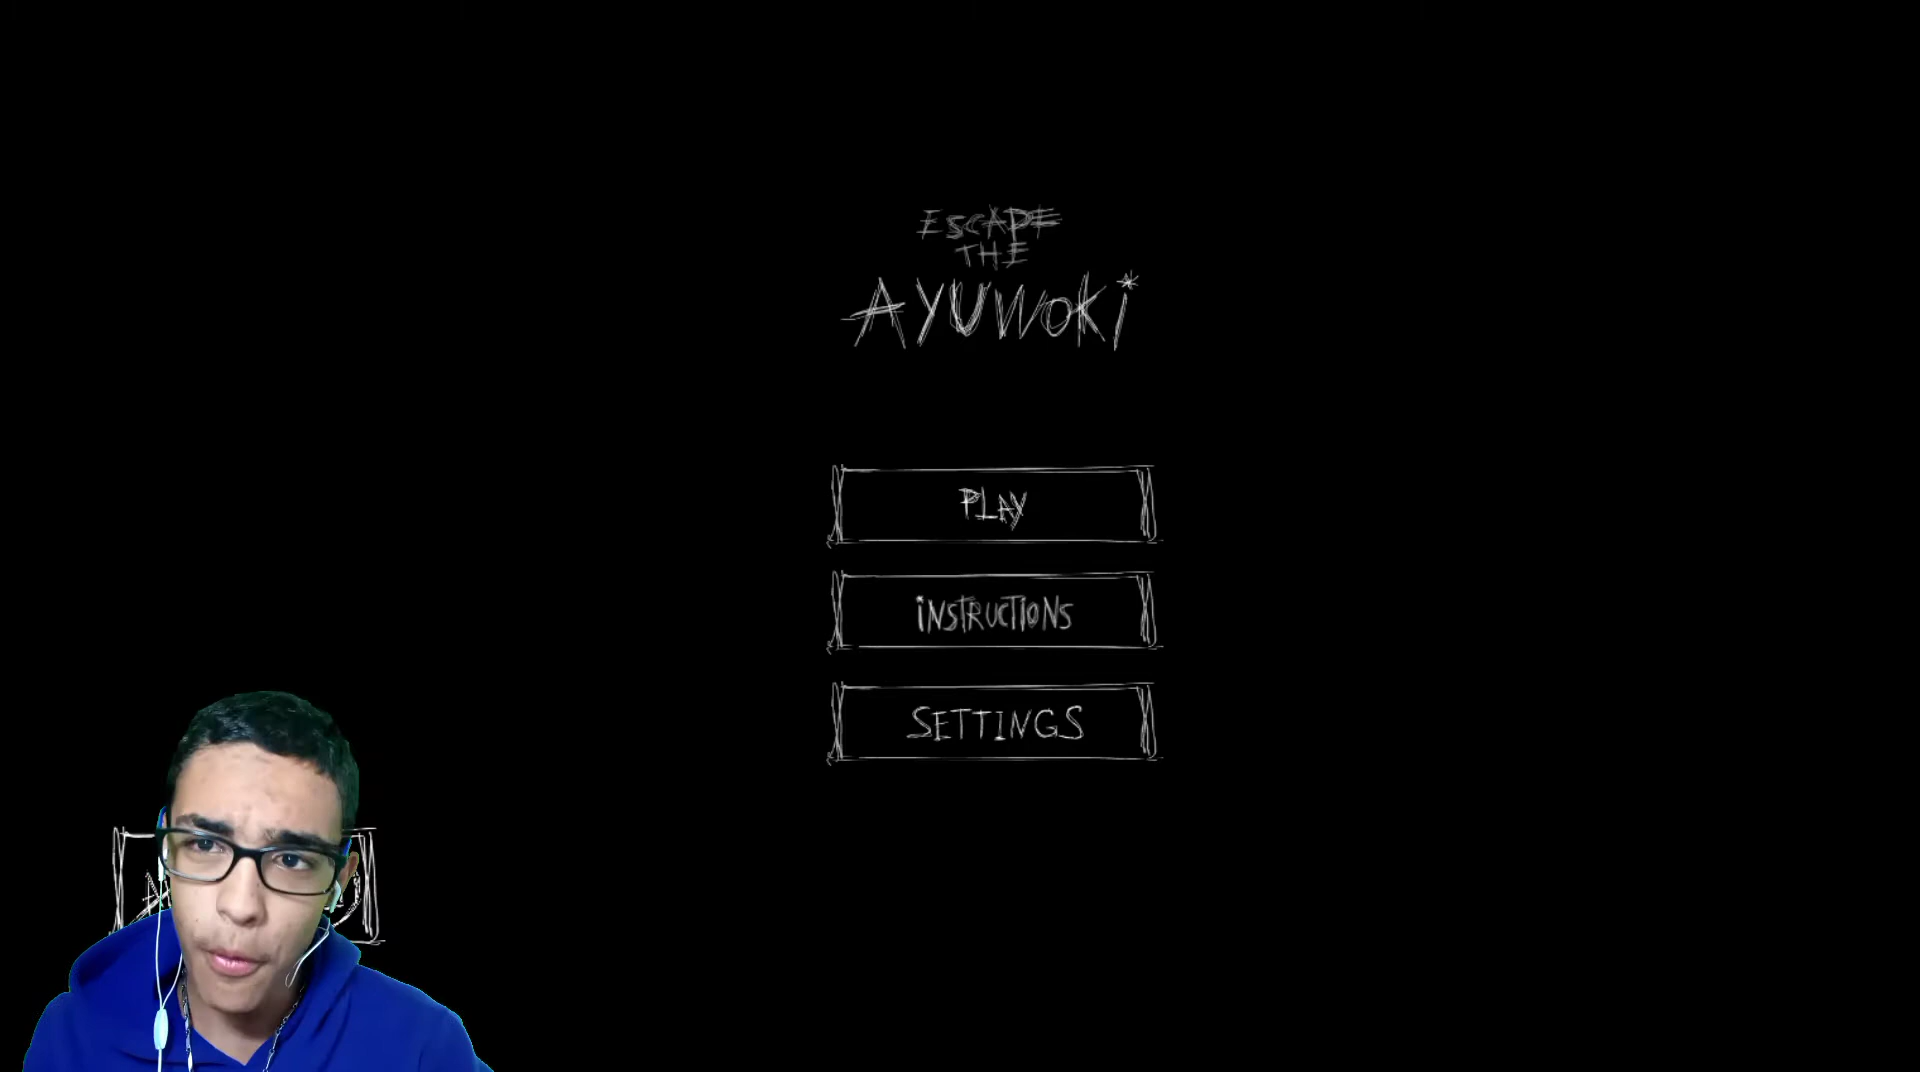 ESCAPE
THE
AYUWOKi
PLAY
iNSTRUCTIONS
SETTINGS